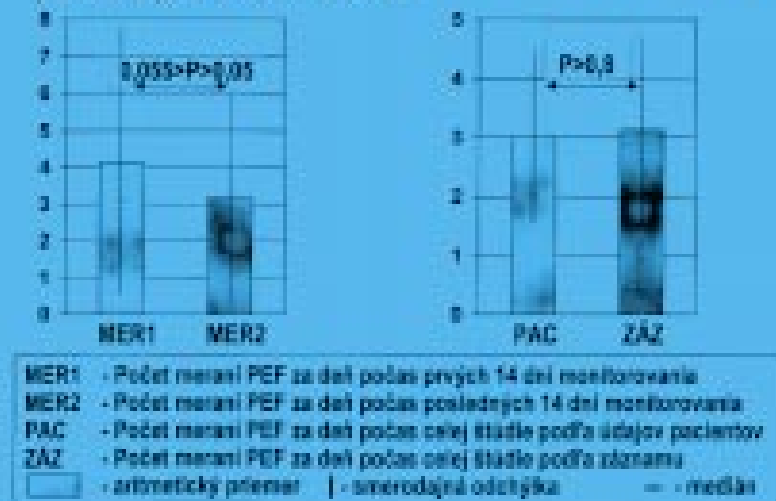 8
7
6
5
4
3
2
1
0
0,055>P>0,05
MER1 MER2
5
4
3
2
1
0
P>0,8
PAC ZÁZ
MER1 - Počet meraní PEF za deň počas prvých 14 dní monitorovania
MER2 - Počet meraní PEF za deň počas posledných 14 dní monitorovania
PAC - Počet meraní PEF za deň počas celej štúdie podľa údajov pacientov
ZÁZ - Počet meraní PEF za deň počas celej štúdie podľa záznamu
- aritmetický priemer | - smerodajná odchýlka — - medián